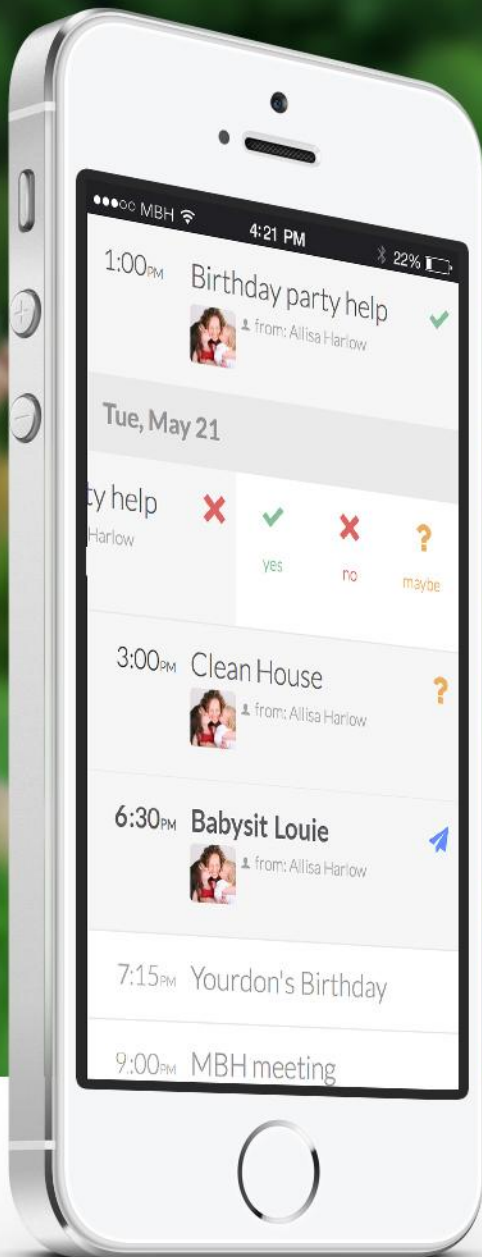 MBH 4:21 PM 22%
1:00PM Birthday party help
from: Allisa Harlow
Tue, May 21
ty help
Harlow
yes no maybe
3:00PM Clean House
from: Allisa Harlow
6:30PM Babysit Louie
from: Allisa Harlow
7:15PM Yourdon's Birthday
9:00PM MBH meeting